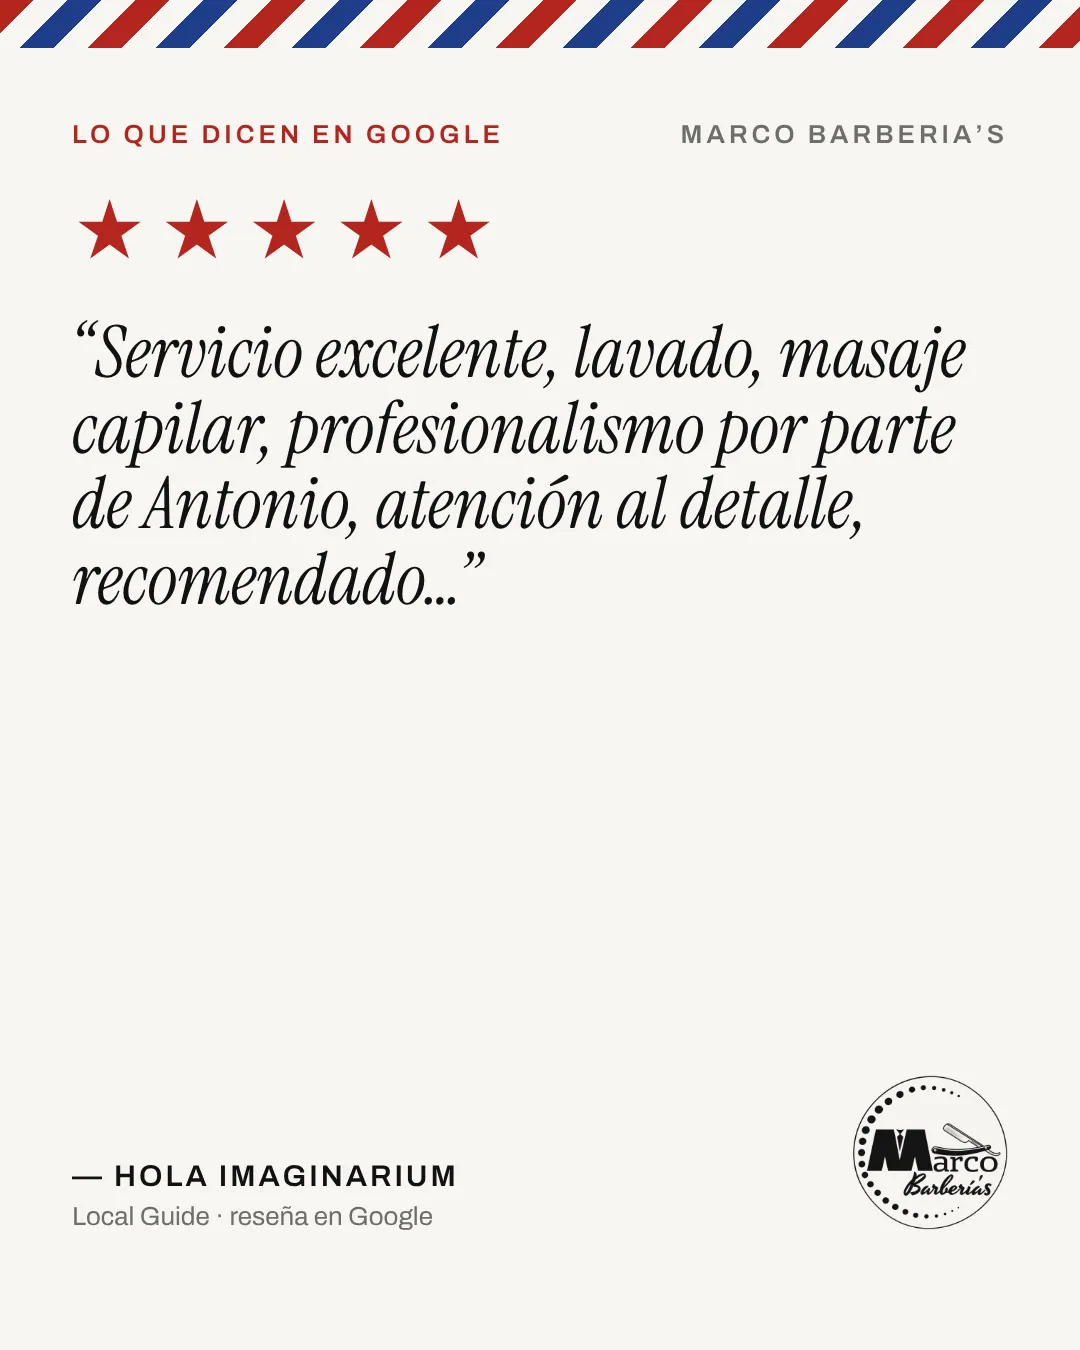 LO QUE DICEN EN GOOGLE
MARCO BARBERIA’S
“Servicio excelente, lavado, masaje
capilar, profesionalismo por parte
de Antonio, atención al detalle,
recomendado...”
— HOLA IMAGINARIUM
Local Guide · reseña en Google
Marco
Barbería's